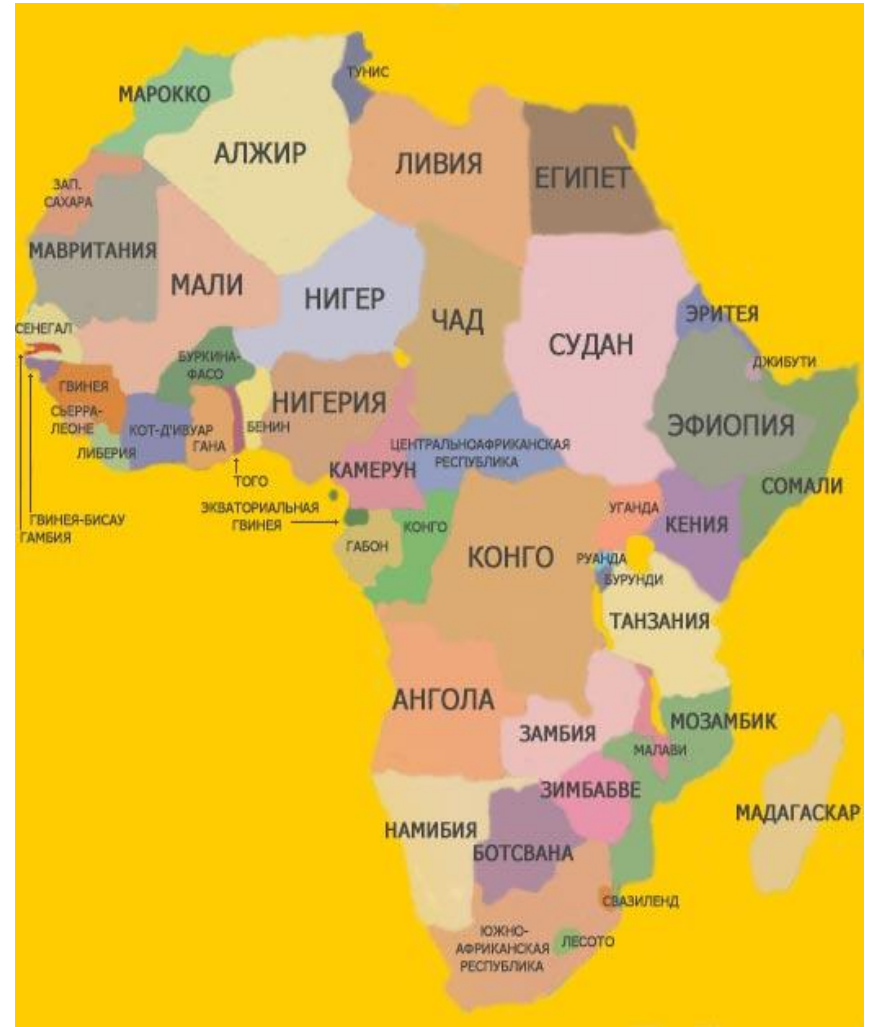 ТУНИС
МАРОККО
АЛЖИР
ЛИВИЯ
ЕГИПЕТ
ЗАП.
САХАРА
МАВРИТАНИЯ
МАЛИ
НИГЕР
ЧАД
СУДАН
ЭРИТЕЯ
СЕНЕГАЛ
ДЖИБУТИ
БУРКИНА-
ФАСО
ГВИНЕЯ
НИГЕРИЯ
ЭФИОПИЯ
СЬЕРРА-
ЛЕОНЕ
КОТ-Д'ИВУАР
ГАНА
БЕНИН
ЛИБЕРИЯ
ЦЕНТРАЛЬНОАФРИКАНСКАЯ
РЕСПУБЛИКА
КАМЕРУН
ТОГО
СОМАЛИ
ЭКВАТОРИАЛЬНАЯ
ГВИНЕЯ
УГАНДА
КЕНИЯ
ГВИНЕЯ-БИСАУ
ГАМБИЯ
КОНГО
ГАБОН
КОНГО
РУАНДА
БУРУНДИ
ТАНЗАНИЯ
АНГОЛА
ЗАМБИЯ
МОЗАМБИК
МАЛАВИ
ЗИМБАБВЕ
МАДАГАСКАР
НАМИБИЯ
БОТСВАНА
СВАЗИЛЕНД
ЮЖНО-
АФРИКАНСКАЯ
РЕСПУБЛИКА
ЛЕСОТО